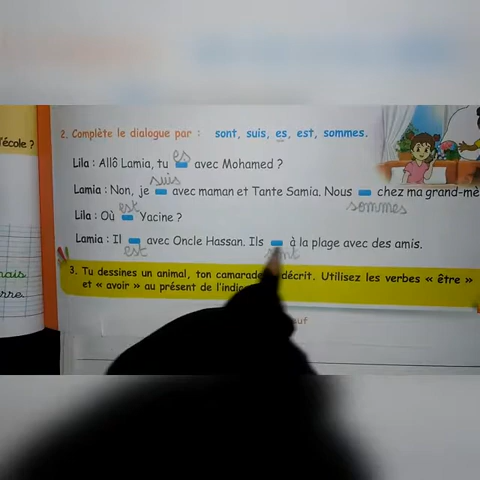 l'école ?
2. Complète le dialogue par : sont, suis, es, est, sommes.
es
Lila : Allô Lamia, tu avec Mohamed ?
suis
Lamia : Non, je avec maman et Tante Samia. Nous chez ma grand-mè
est sommes
Lila : Où Yacine ?
Lamia : Il avec Oncle Hassan. Ils à la plage avec des amis.
est sont
3. Tu dessines un animal, ton camarade décrit. Utilisez les verbes « être »
et « avoir » au présent de l'indic